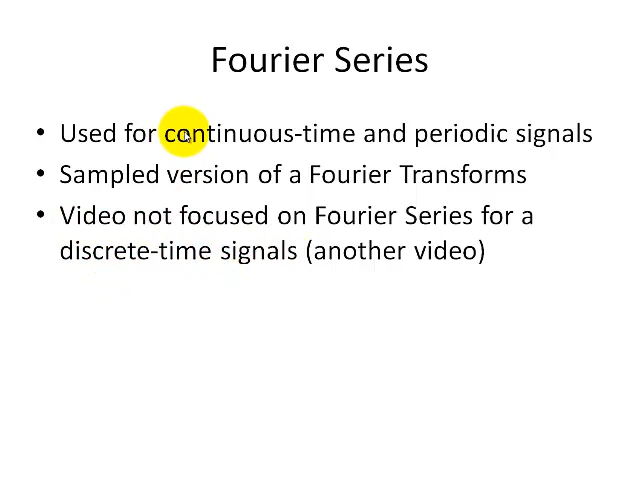 Fourier Series
• Used for continuous-time and periodic signals
• Sampled version of a Fourier Transforms
• Video not focused on Fourier Series for a
discrete-time signals (another video)